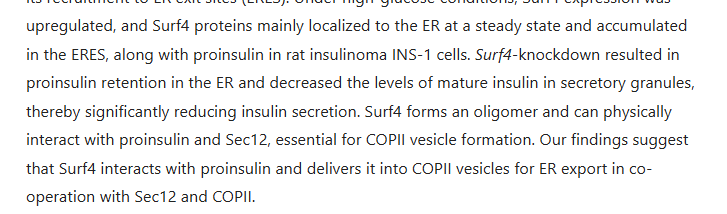 its recruitment to ER exit sites (ERES). Under high-glucose conditions, Surf4 expression was
upregulated, and Surf4 proteins mainly localized to the ER at a steady state and accumulated
in the ERES, along with proinsulin in rat insulinoma INS-1 cells. Surf4-knockdown resulted in
proinsulin retention in the ER and decreased the levels of mature insulin in secretory granules,
thereby significantly reducing insulin secretion. Surf4 forms an oligomer and can physically
interact with proinsulin and Sec12, essential for COPII vesicle formation. Our findings suggest
that Surf4 interacts with proinsulin and delivers it into COPII vesicles for ER export in co-
operation with Sec12 and COPII.